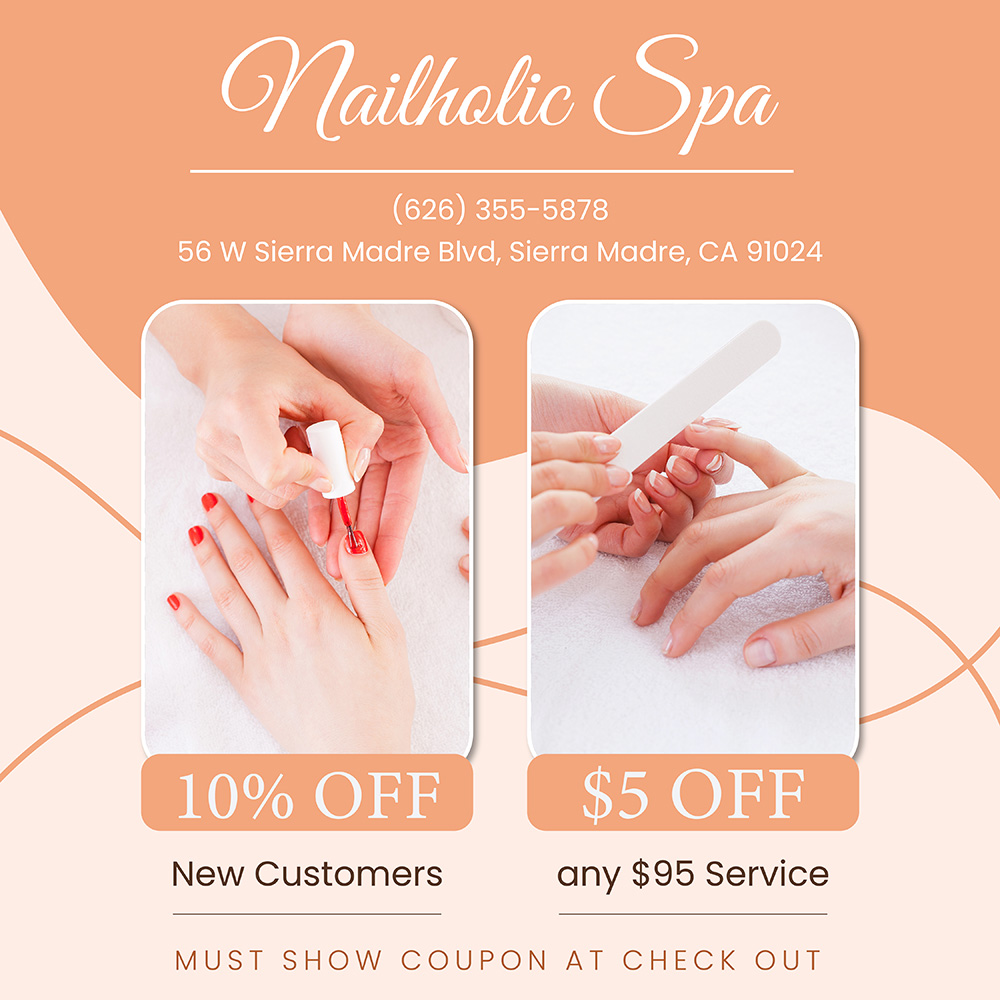 Nailholic Spa
(626) 355-5878
56 W Sierra Madre Blvd, Sierra Madre, CA 91024
10% OFF
New Customers
$5 OFF
any $95 Service
MUST SHOW COUPON AT CHECK OUT